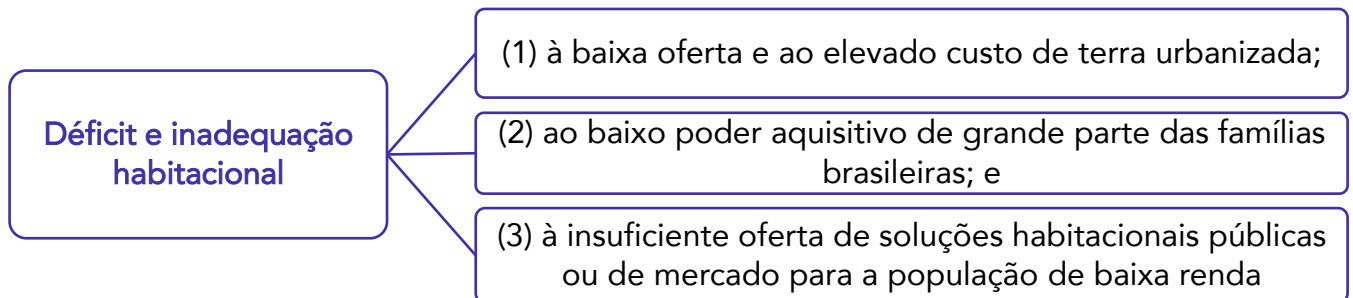 Déficit e inadequação
habitacional
(1) à baixa oferta e ao elevado custo de terra urbanizada;
(2) ao baixo poder aquisitivo de grande parte das famílias
brasileiras; e
(3) à insuficiente oferta de soluções habitacionais públicas
ou de mercado para a população de baixa renda